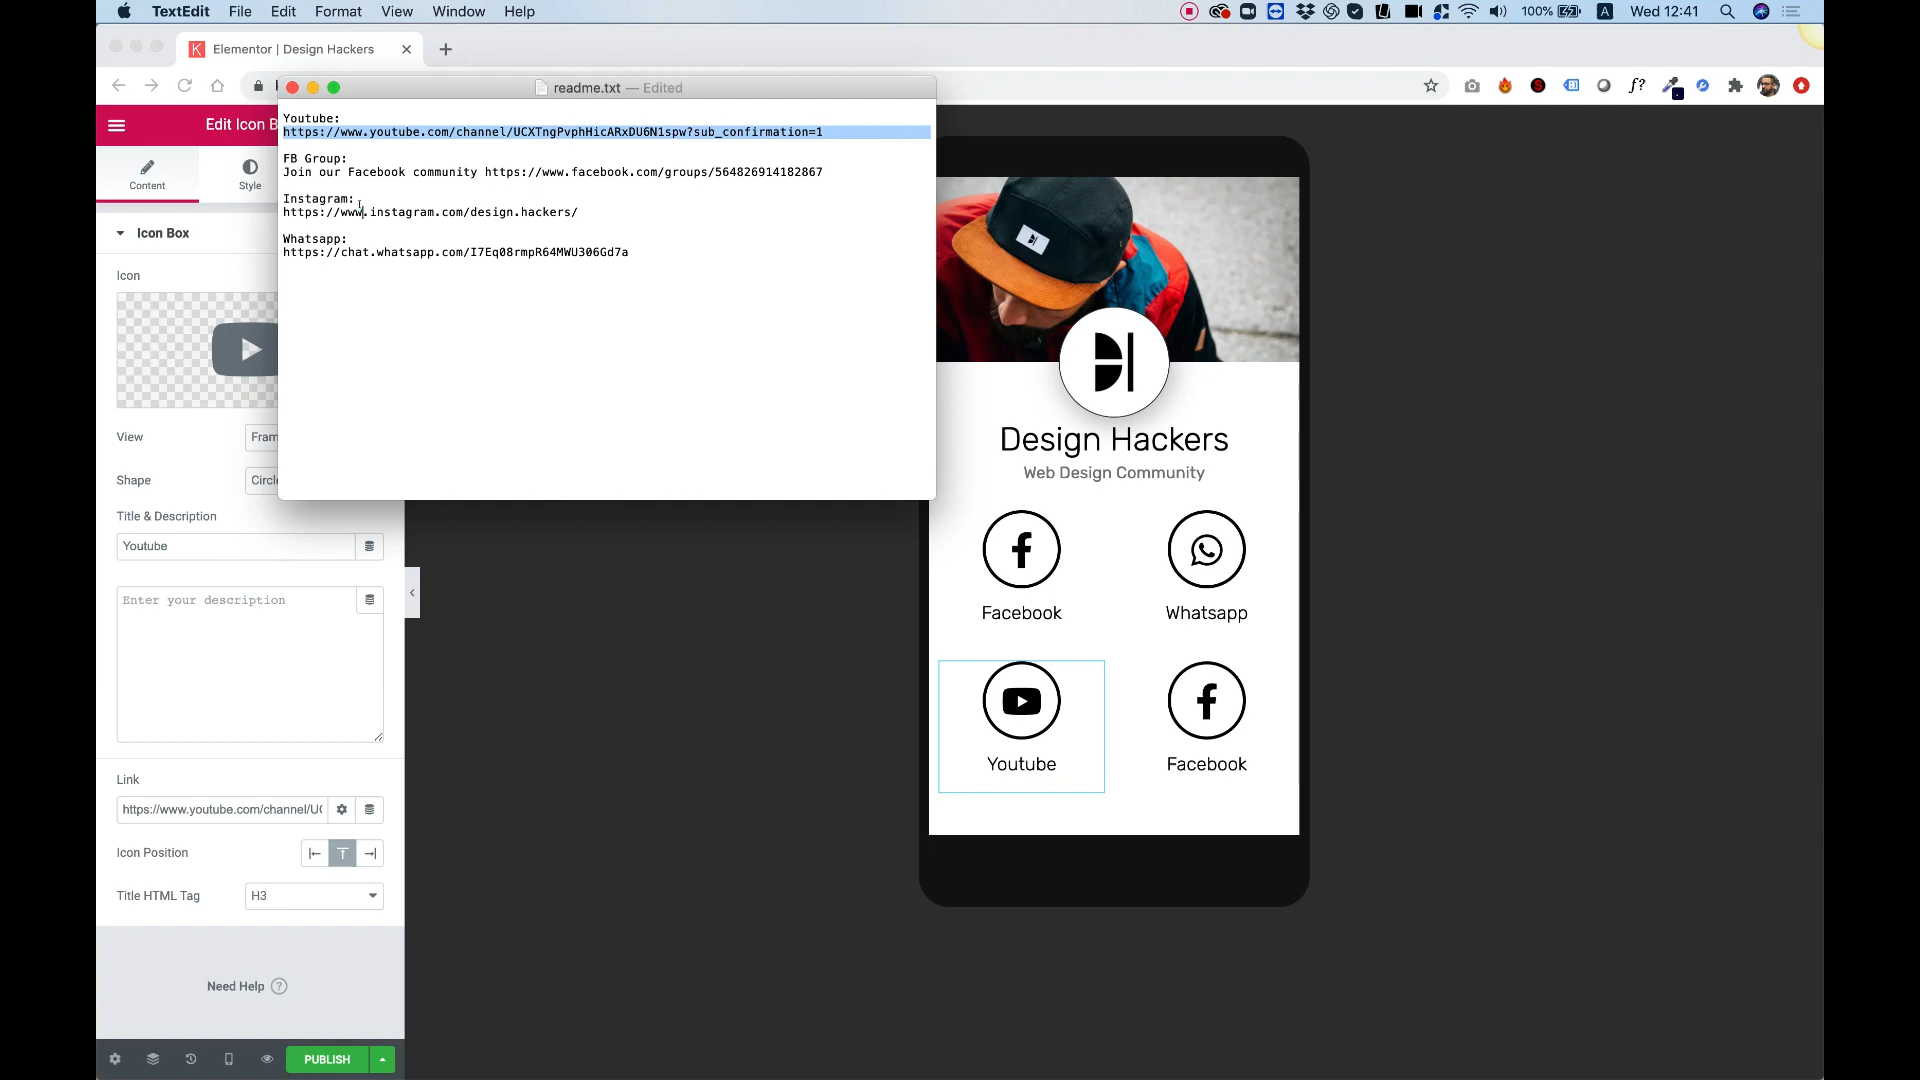 TextEdit File Edit Format View Window Help
100% A Wed 12:41
Elementor | Design Hackers
f?
readme.txt — Edited
Youtube:
https://www.youtube.com/channel/UCXTngPvphHicARxDU6N1spw?sub_confirmation=1
FB Group:
Join our Facebook community https://www.facebook.com/groups/564826914182867
Instagram:
https://www.instagram.com/design.hackers/
Whatsapp:
https://chat.whatsapp.com/I7Eq08rmpR64MWU306Gd7a
Edit Icon B
Content
Style
Icon Box
Icon
View
Fram
Shape
Circle
Title & Description
Youtube
Enter your description
Link
https://www.youtube.com/channel/UC
Icon Position
Title HTML Tag
H3
Need Help ?
PUBLISH
Design Hackers
Web Design Community
Facebook
Whatsapp
Youtube
Facebook